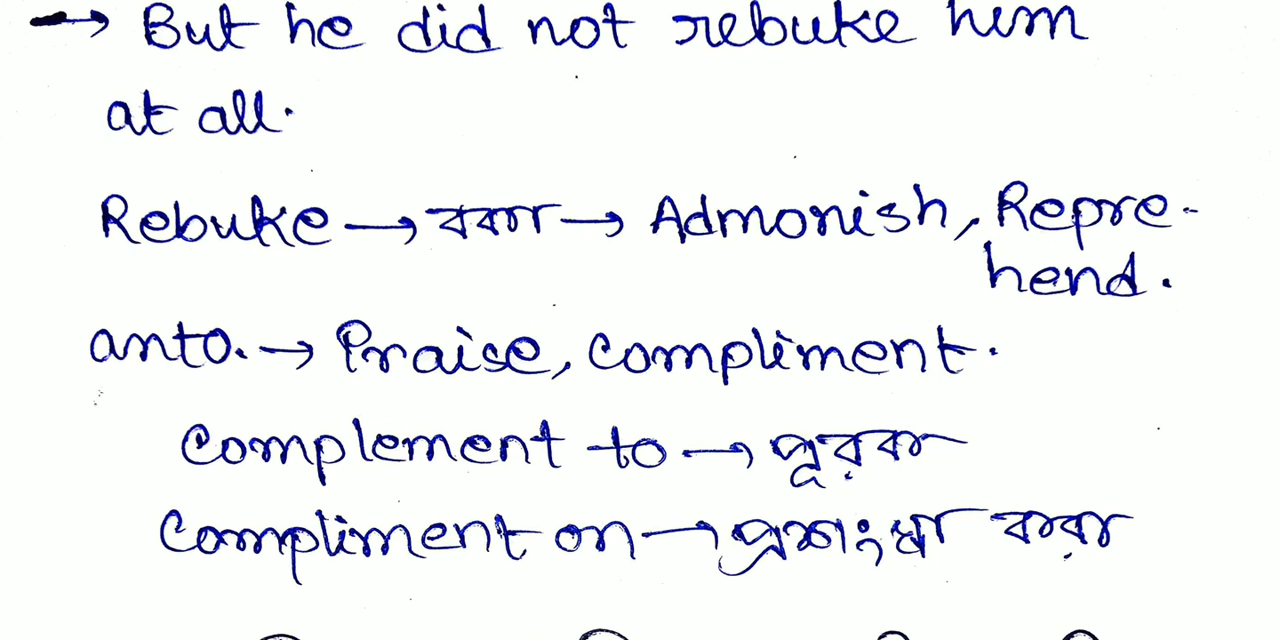 → But he did not rebuke him
at all.
Rebuke → বকা → Admonish, Repre-
hend.
anto. → Praise, Compliment.
Complement to → পূরক
Compliment on → প্রশংসা করা